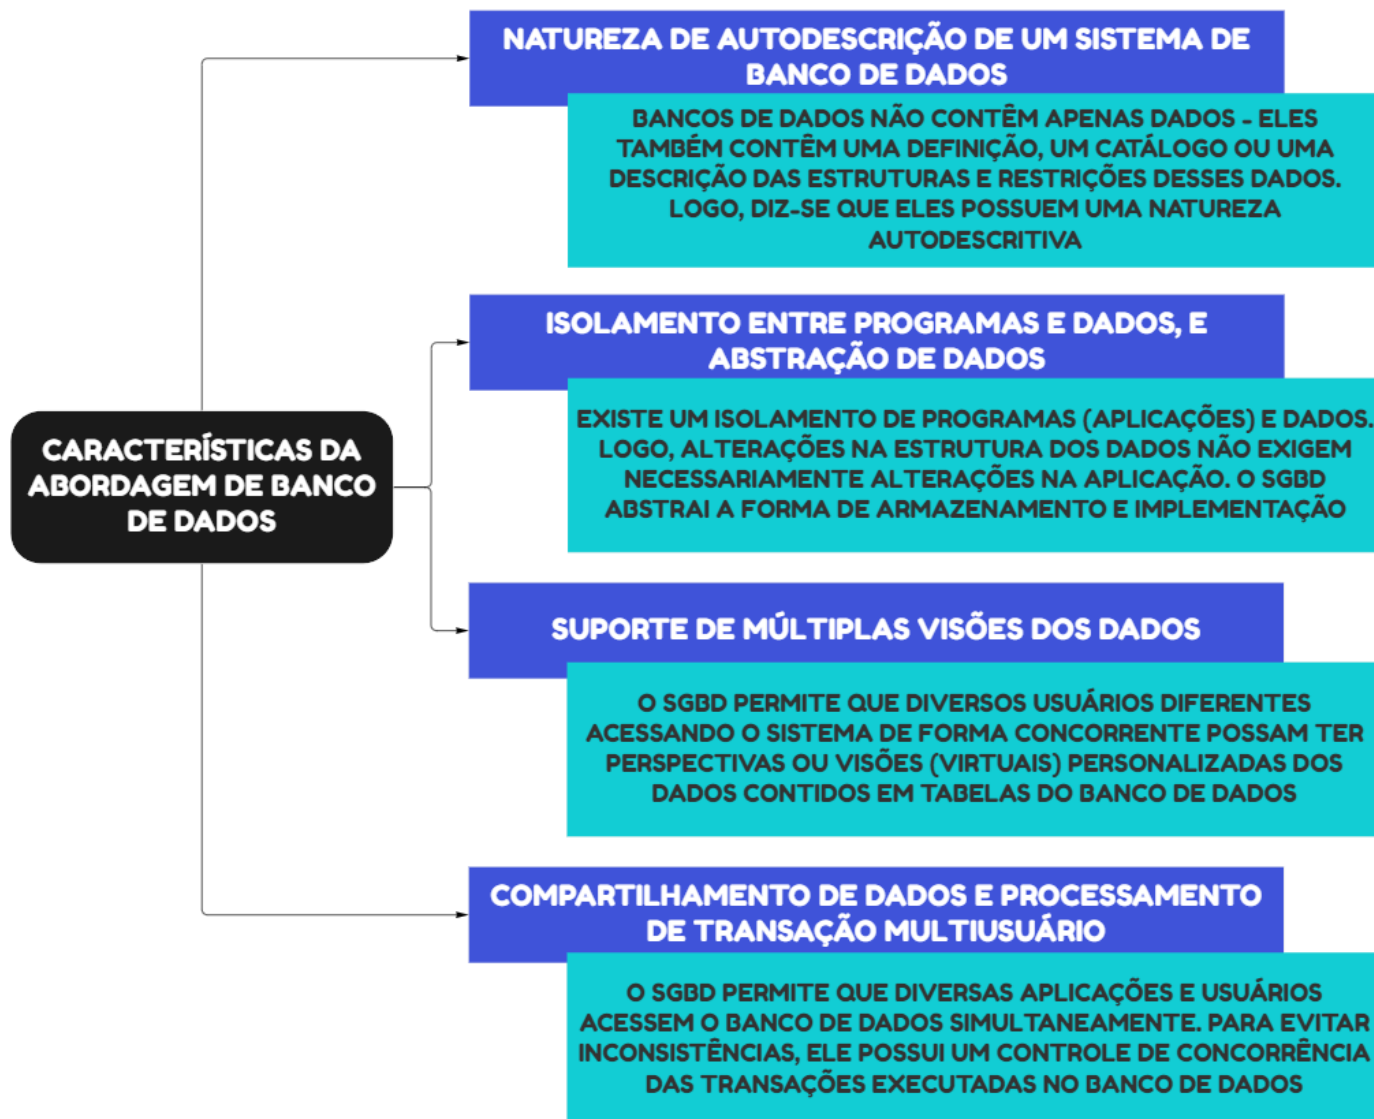 NATUREZA DE AUTODESCRIÇÃO DE UM SISTEMA DE
BANCO DE DADOS
BANCOS DE DADOS NÃO CONTÊM APENAS DADOS - ELES
TAMBÉM CONTÊM UMA DEFINIÇÃO, UM CATÁLOGO OU UMA
DESCRIÇÃO DAS ESTRUTURAS E RESTRIÇÕES DESSES DADOS.
LOGO, DIZ-SE QUE ELES POSSUEM UMA NATUREZA
AUTODESCRITIVA
ISOLAMENTO ENTRE PROGRAMAS E DADOS, E
ABSTRAÇÃO DE DADOS
EXISTE UM ISOLAMENTO DE PROGRAMAS (APLICAÇÕES) E DADOS.
LOGO, ALTERAÇÕES NA ESTRUTURA DOS DADOS NÃO EXIGEM
NECESSARIAMENTE ALTERAÇÕES NA APLICAÇÃO. O SGBD
ABSTRAI A FORMA DE ARMAZENAMENTO E IMPLEMENTAÇÃO
CARACTERÍSTICAS DA
ABORDAGEM DE BANCO
DE DADOS
SUPORTE DE MÚLTIPLAS VISÕES DOS DADOS
O SGBD PERMITE QUE DIVERSOS USUÁRIOS DIFERENTES
ACESSANDO O SISTEMA DE FORMA CONCORRENTE POSSAM TER
PERSPECTIVAS OU VISÕES (VIRTUAIS) PERSONALIZADAS DOS
DADOS CONTIDOS EM TABELAS DO BANCO DE DADOS
COMPARTILHAMENTO DE DADOS E PROCESSAMENTO
DE TRANSAÇÃO MULTIUSUÁRIO
O SGBD PERMITE QUE DIVERSAS APLICAÇÕES E USUÁRIOS
ACESSEM O BANCO DE DADOS SIMULTANEAMENTE. PARA EVITAR
INCONSISTÊNCIAS, ELE POSSUI UM CONTROLE DE CONCORRÊNCIA
DAS TRANSAÇÕES EXECUTADAS NO BANCO DE DADOS